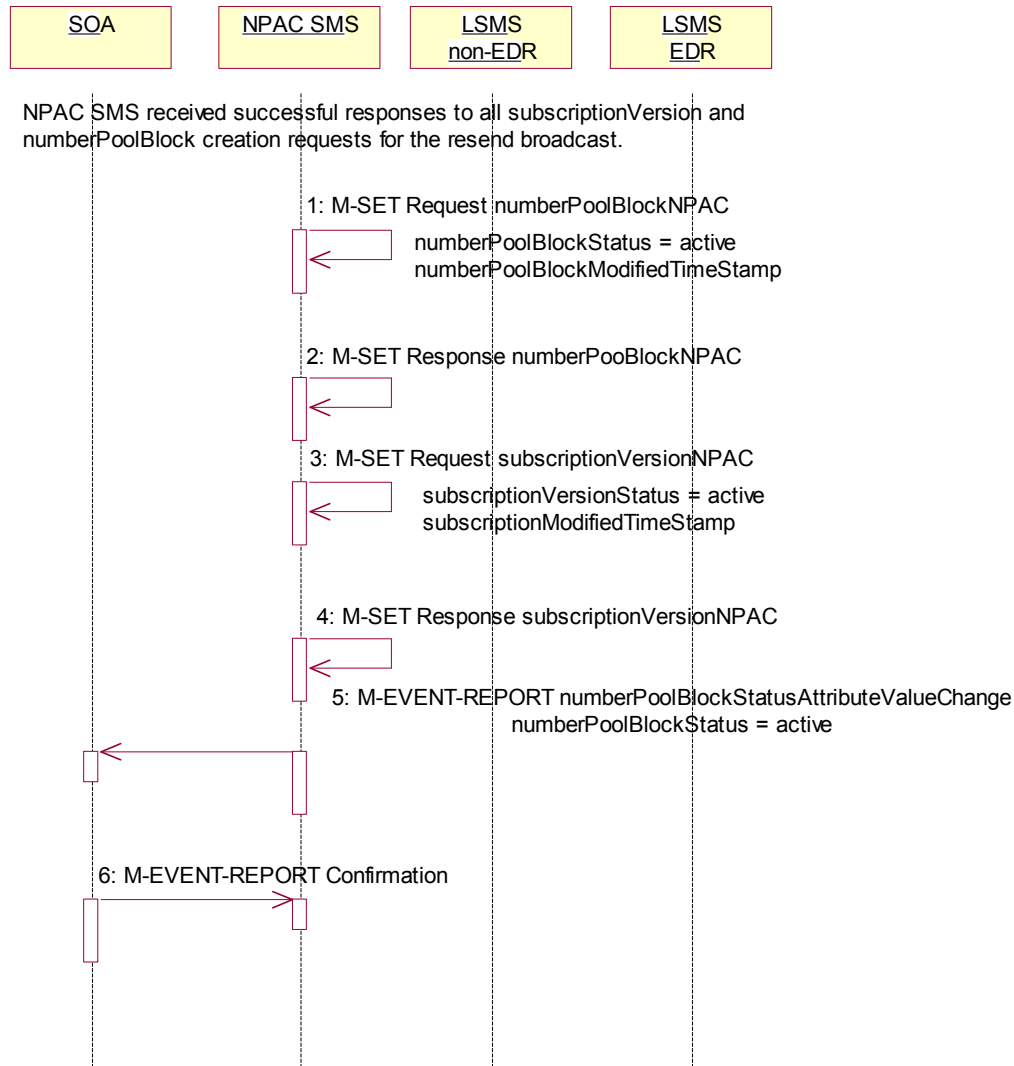 SOA
NPAC SMS
LSMS
non-EDR
LSMS
EDR
NPAC SMS received successful responses to all subscriptionVersion and
numberPoolBlock creation requests for the resend broadcast.
1: M-SET Request numberPoolBlockNPAC
numberPoolBlockStatus = active
numberPoolBlockModifiedTimeStamp
2: M-SET Response numberPooBlockNPAC
3: M-SET Request subscriptionVersionNPAC
subscriptionVersionStatus = active
subscriptionModifiedTimeStamp
4: M-SET Response subscriptionVersionNPAC
5: M-EVENT-REPORT numberPoolBlockStatusAttributeValueChange
numberPoolBlockStatus = active
6: M-EVENT-REPORT Confirmation